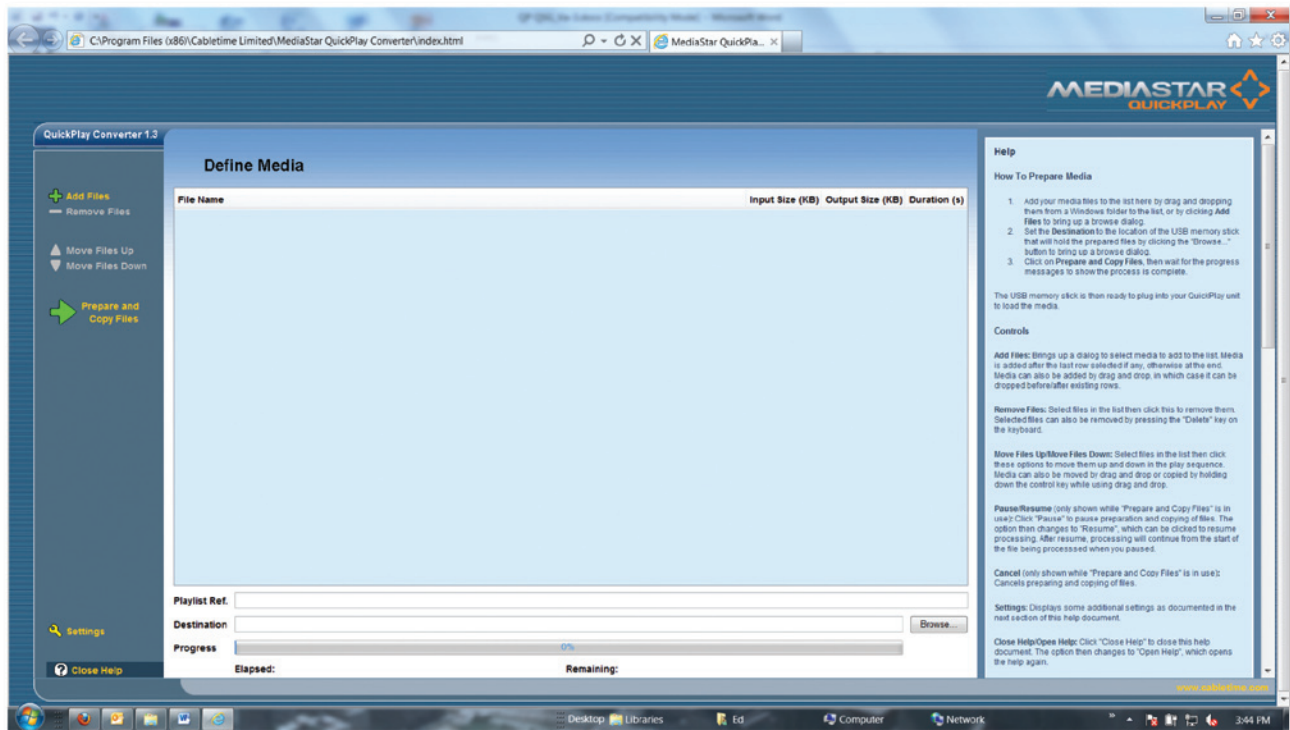 QP QSG_tta 3.docx [Compatibility Mode] - Microsoft Word
C:\Program Files (x86)\Cabletime Limited\MediaStar QuickPlay Converter\index.html
MediaStar QuickPla...
MEDIASTAR
QUICKPLAY
QuickPlay Converter 1.3
Add Files
Remove Files
Move Files Up
Move Files Down
Prepare and
Copy Files
Settings
Close Help
Define Media
File Name Input Size (KB) Output Size (KB) Duration (s)
Playlist Ref.
Destination Browse...
Progress 0%
Elapsed: Remaining:
Help
How To Prepare Media
1. Add your media files to the list here by drag and dropping
them from a Windows folder to the list, or by clicking Add
Files to bring up a browse dialog.
2. Set the Destination to the location of the USB memory stick
that will hold the prepared files by clicking the "Browse..."
button to bring up a browse dialog.
3. Click on Prepare and Copy Files, then wait for the progress
messages to show the process is complete.
The USB memory stick is then ready to plug into your QuickPlay unit
to load the media.
Controls
Add Files: Brings up a dialog to select media to add to the list. Media
is added after the last row selected if any, otherwise at the end.
Media can also be added by drag and drop, in which case it can be
dropped before/after existing rows.
Remove Files: Select files in the list then click this to remove them.
Selected files can also be removed by pressing the "Delete" key on
the keyboard.
Move Files Up/Move Files Down: Select files in the list then click
these options to move them up and down in the play sequence.
Media can also be moved by drag and drop or copied by holding
down the control key while using drag and drop.
Pause/Resume (only shown while "Prepare and Copy Files" is in
use): Click "Pause" to pause preparation and copying of files. The
option then changes to "Resume", which can be clicked to resume
processing. After resume, processing will continue from the start of
the file being processsed when you paused.
Cancel (only shown while "Prepare and Copy Files" is in use):
Cancels preparing and copying of files.
Settings: Displays some additional settings as documented in the
next section of this help document.
Close Help/Open Help: Click "Close Help" to close this help
document. The option then changes to "Open Help", which opens
the help again.
www.cabletime.com
Desktop Libraries Ed Computer Network 3:44 PM